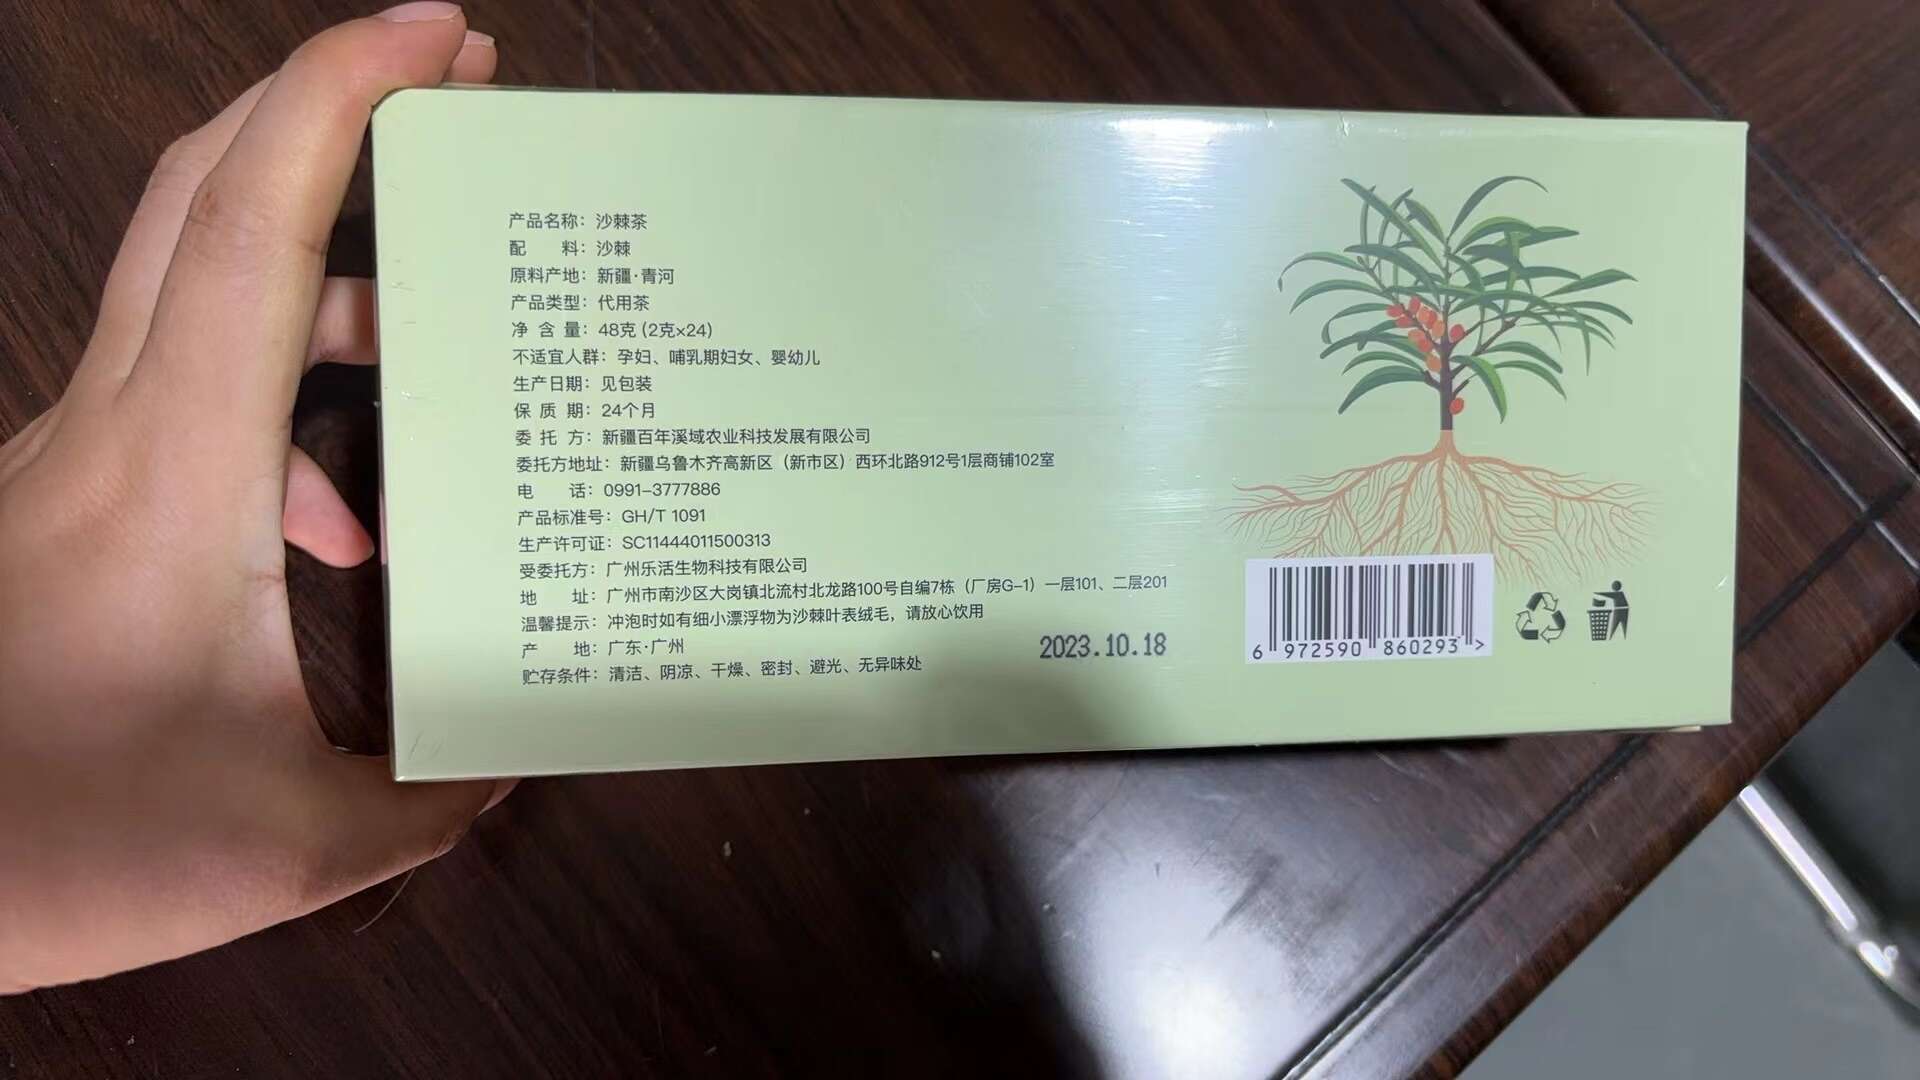 产品名称：沙棘茶
配 料：沙棘
原料产地：新疆·青河
产品类型：代用茶
净 含 量：48克 (2克×24)
不适宜人群：孕妇、哺乳期妇女、婴幼儿
生产日期：见包装
保 质 期：24个月
委 托 方：新疆百年溪域农业科技发展有限公司
委托方地址：新疆乌鲁木齐高新区（新市区）西环北路912号1层商铺102室
电 话：0991-3777886
产品标准号：GH/T 1091
生产许可证：SC11444011500313
受委托方：广州乐活生物科技有限公司
地 址：广州市南沙区大岗镇北流村北龙路100号自编7栋（厂房G-1）一层101、二层201
温馨提示：冲泡时如有细小漂浮物为沙棘叶表绒毛，请放心饮用
产 地：广东·广州
贮存条件：清洁、阴凉、干燥、密封、避光、无异味处
2023.10.18
6 972590 860293 >